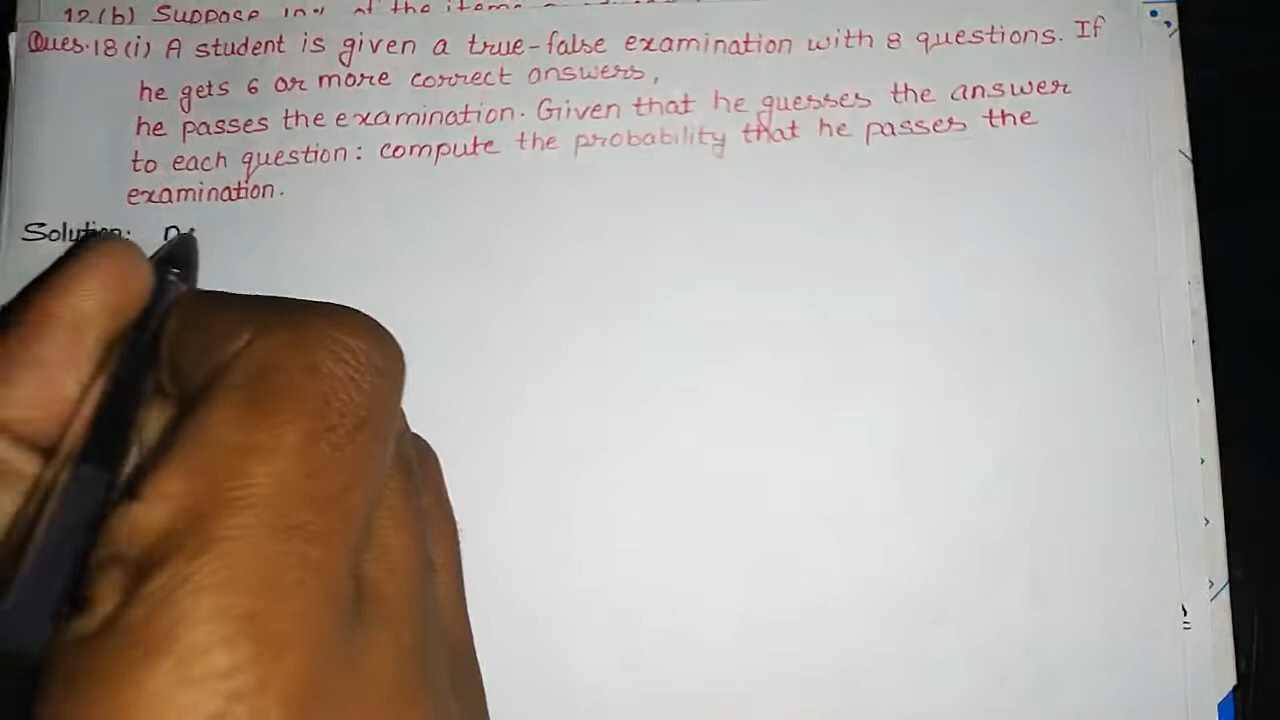 12.(b) Suppose
Ques.18 (i) A student is given a true-false examination with 8 questions. If
he gets 6 or more correct answers,
he passes the examination. Given that he guesses the answer
to each question: compute the probability that he passes the
examination.
Solution: